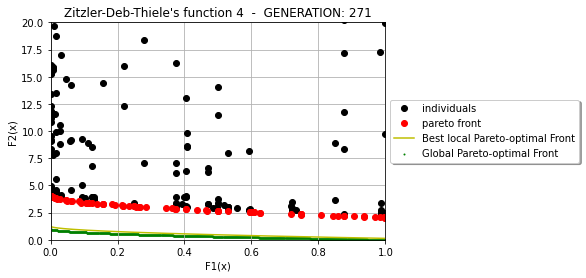 Zitzler-Deb-Thiele's function 4 - GENERATION: 271
F2(x)
20.0
17.5
15.0
12.5
10.0
7.5
5.0
2.5
0.0
0.0
0.2
0.4
0.6
0.8
1.0
F1(x)
individuals
pareto front
Best local Pareto-optimal Front
Global Pareto-optimal Front